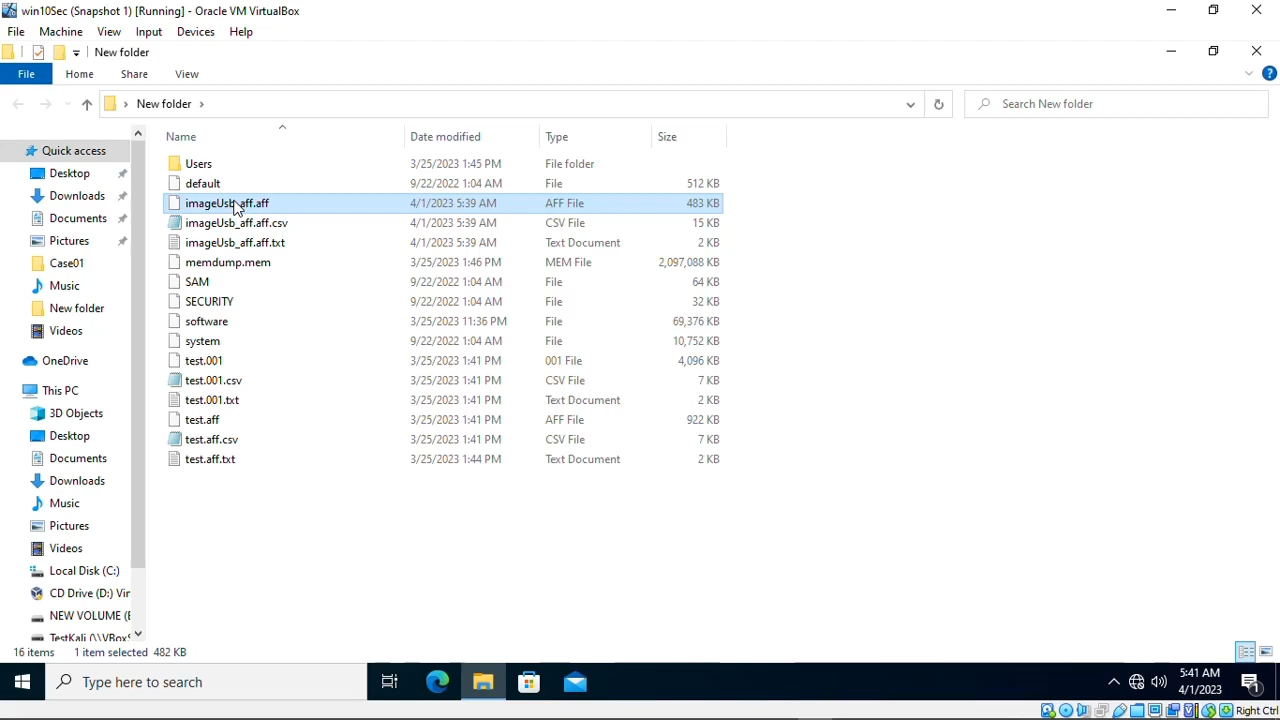 win10Sec (Snapshot 1) [Running] - Oracle VM VirtualBox
File Machine View Input Devices Help
New folder
File Home Share View
New folder
Search New folder
Name Date modified Type Size
Quick access
Desktop
Downloads
Documents
Pictures
Case01
Music
New folder
Videos
OneDrive
This PC
3D Objects
Desktop
Documents
Downloads
Music
Pictures
Videos
Local Disk (C:)
CD Drive (D:) Vir
NEW VOLUME (E
TestKali (\\VBoxS
Users 3/25/2023 1:45 PM File folder
default 9/22/2022 1:04 AM File 512 KB
imageUsb_aff.aff 4/1/2023 5:39 AM AFF File 483 KB
imageUsb_aff.aff.csv 4/1/2023 5:39 AM CSV File 15 KB
imageUsb_aff.aff.txt 4/1/2023 5:39 AM Text Document 2 KB
memdump.mem 3/25/2023 1:46 PM MEM File 2,097,088 KB
SAM 9/22/2022 1:04 AM File 64 KB
SECURITY 9/22/2022 1:04 AM File 32 KB
software 3/25/2023 11:36 PM File 69,376 KB
system 9/22/2022 1:04 AM File 10,752 KB
test.001 3/25/2023 1:41 PM 001 File 4,096 KB
test.001.csv 3/25/2023 1:41 PM CSV File 7 KB
test.001.txt 3/25/2023 1:41 PM Text Document 2 KB
test.aff 3/25/2023 1:41 PM AFF File 922 KB
test.aff.csv 3/25/2023 1:41 PM CSV File 7 KB
test.aff.txt 3/25/2023 1:44 PM Text Document 2 KB
16 items 1 item selected 482 KB
Type here to search
5:41 AM
4/1/2023
1
Right Ctrl